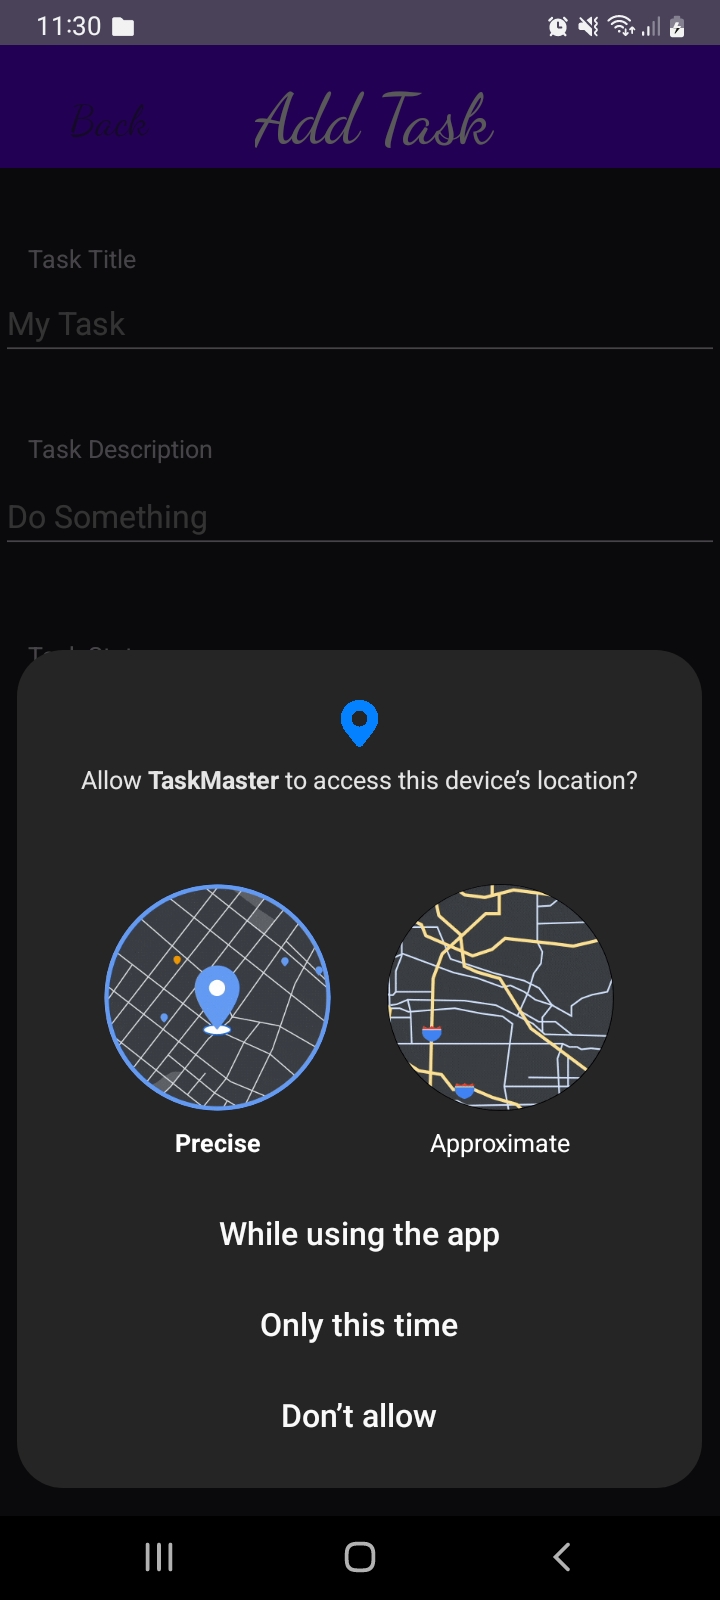 11:30
Back
Add Task
Task Title
My Task
Task Description
Do Something
Allow TaskMaster to access this device’s location?
Precise
Approximate
While using the app
Only this time
Don’t allow